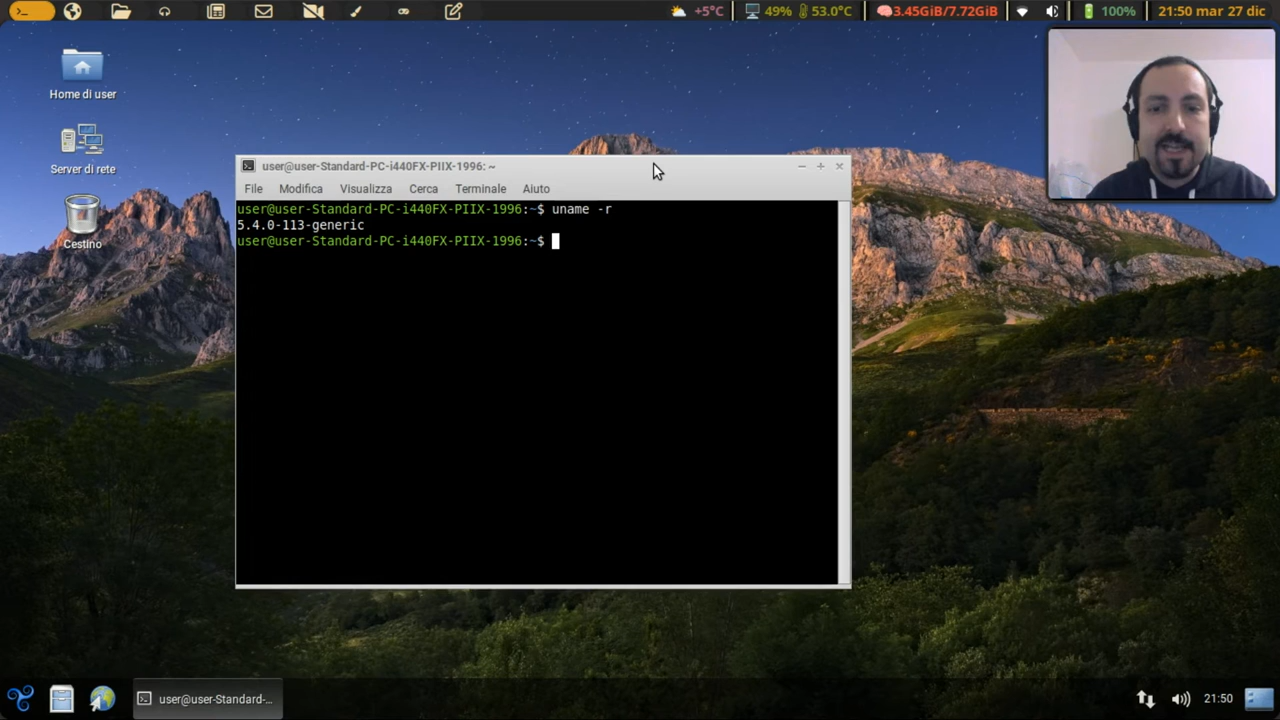 +5°C
49%
53.0°C
3.45GiB/7.72GiB
100%
21:50 mar 27 dic
Home di user
Server di rete
Cestino
user@user-Standard-PC-i440FX-PIIX-1996: ~
File Modifica Visualizza Cerca Terminale Aiuto
user@user-Standard-PC-i440FX-PIIX-1996:~$ uname -r
5.4.0-113-generic
user@user-Standard-PC-i440FX-PIIX-1996:~$
user@user-Standard-...
21:50